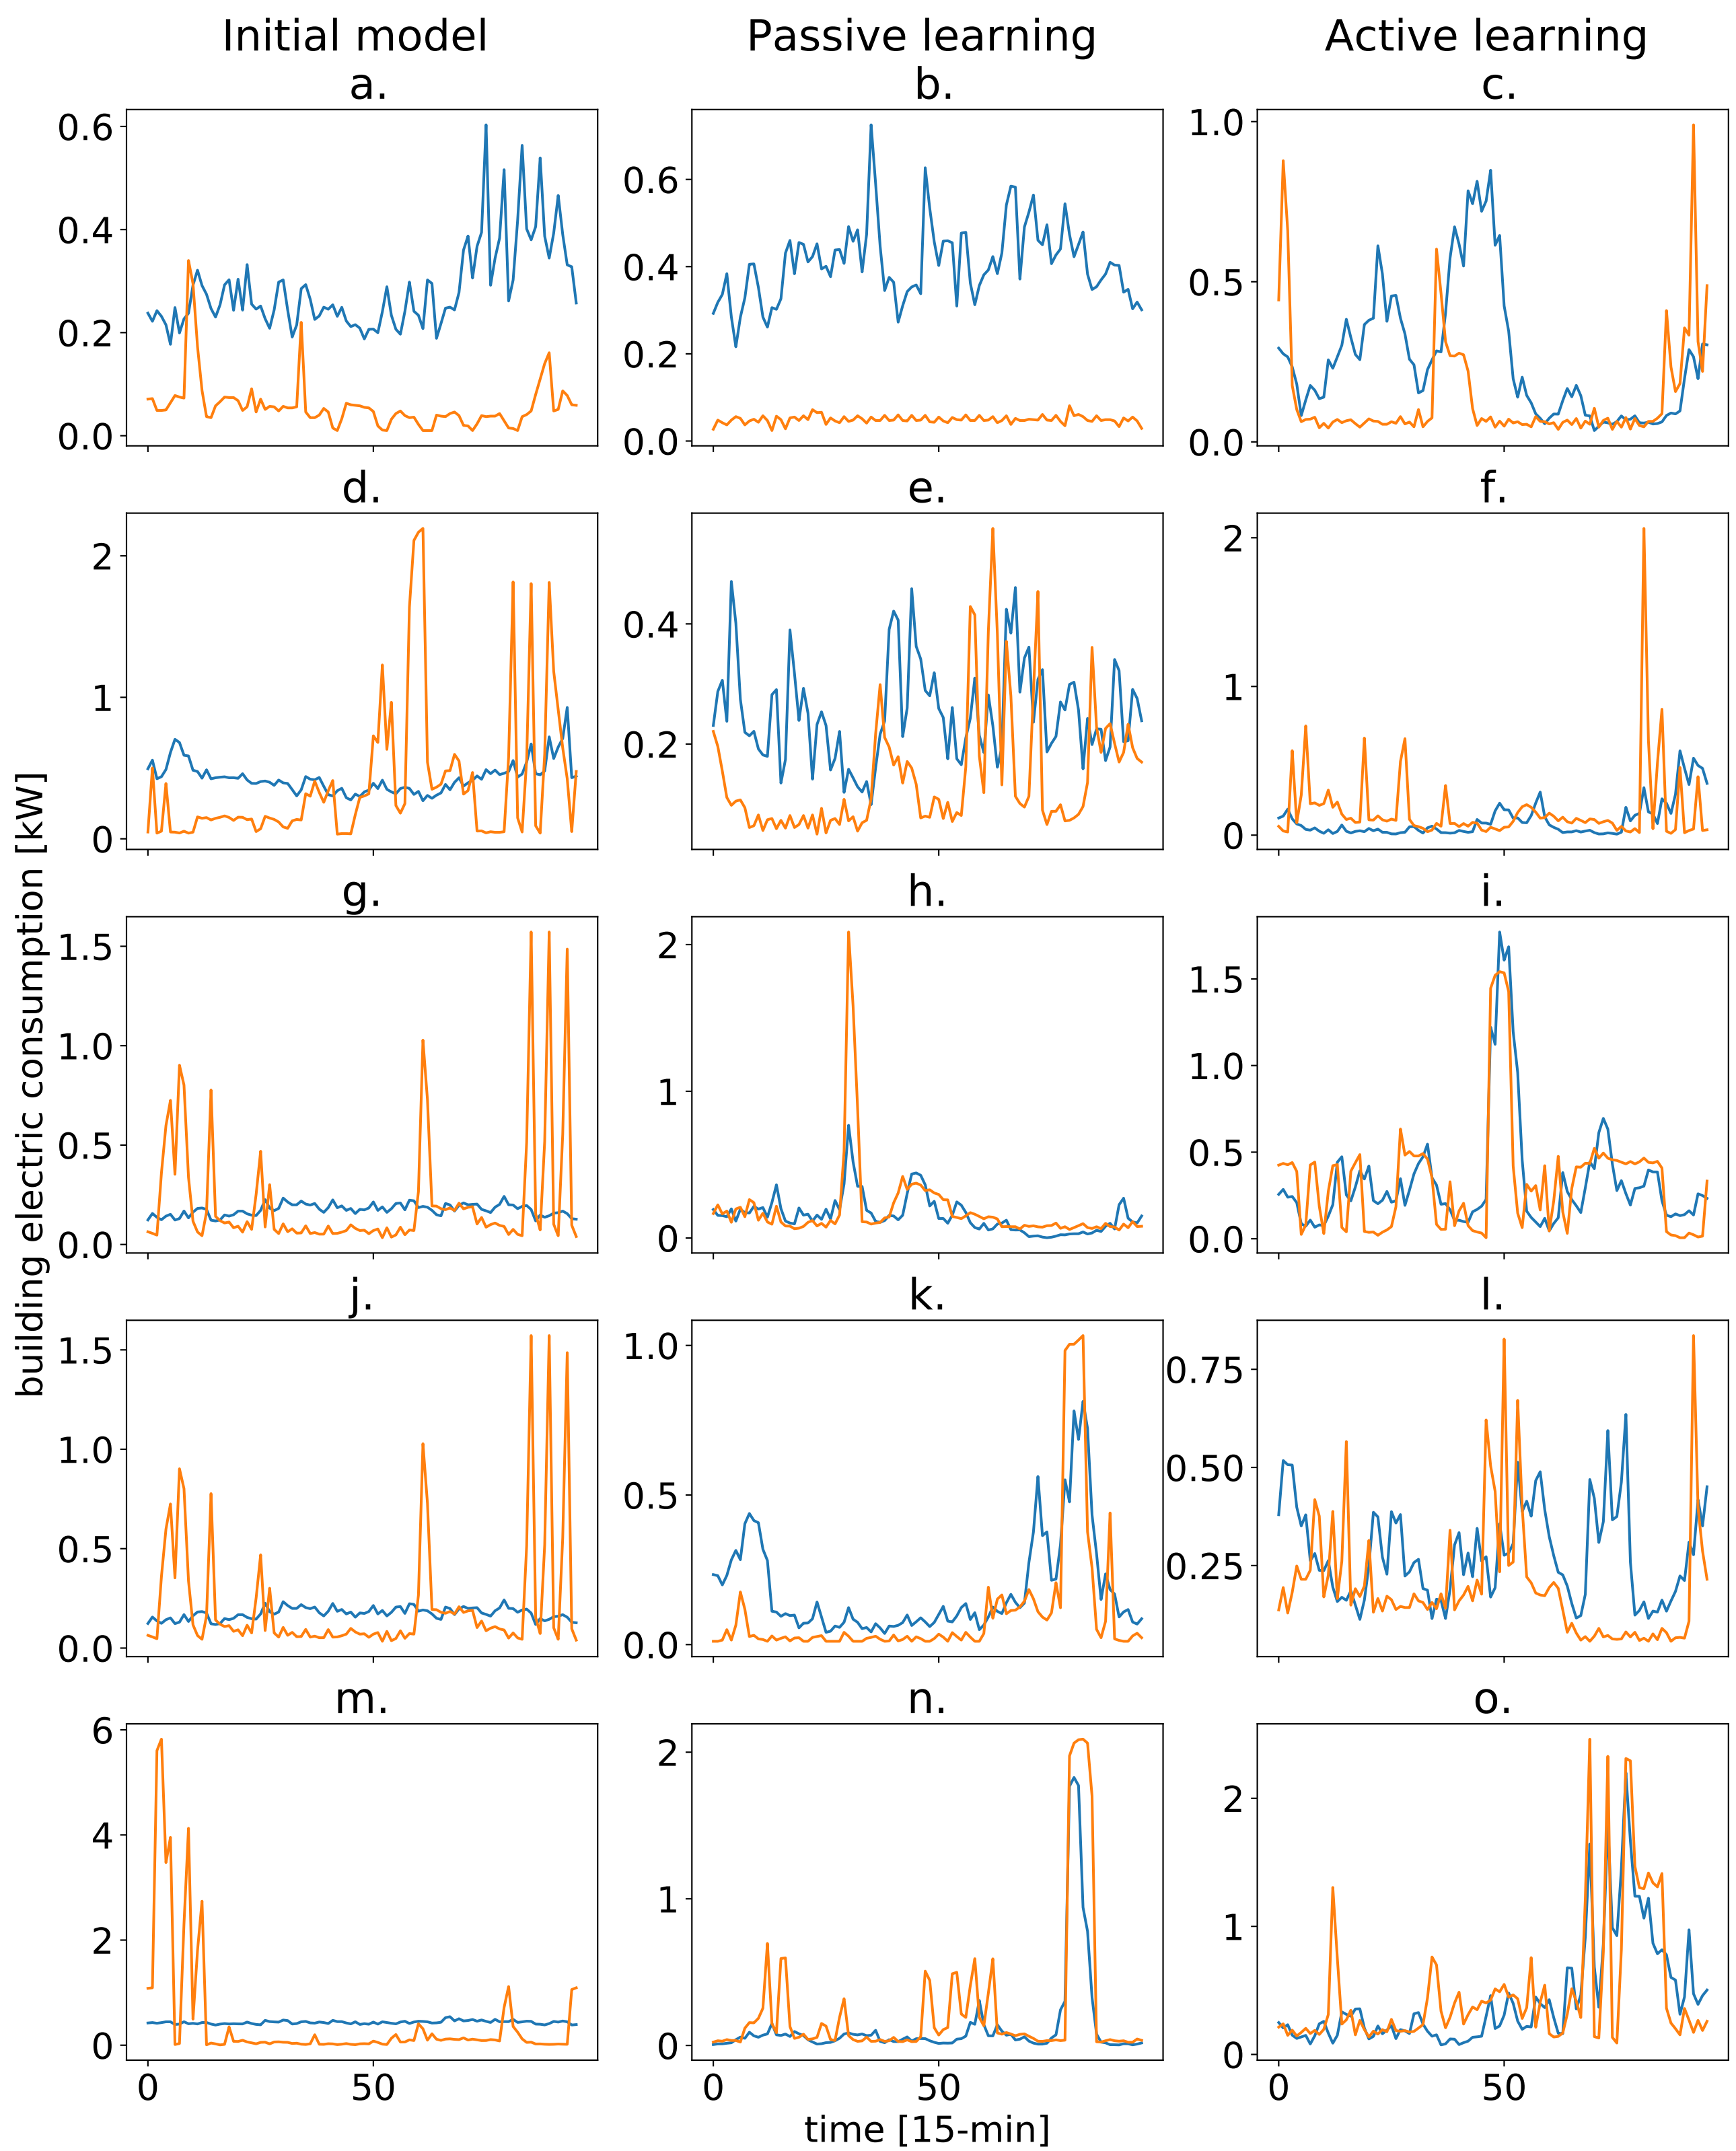 Initial model
Passive learning
Active learning
a.
b.
c.
0.6
0.4
0.2
0.0
0.6
0.4
0.2
0.0
1.0
0.5
0.0
d.
e.
f.
2
1
0
0.4
0.2
2
1
0
g.
h.
i.
1.5
1.0
0.5
0.0
2
1
0
1.5
1.0
0.5
0.0
j.
k.
l.
1.5
1.0
0.5
0.0
1.0
0.5
0.0
0.75
0.50
0.25
m.
n.
o.
6
4
2
0
2
1
0
2
1
0
0
50
0
50
0
50
building electric consumption [kW]
time [15-min]